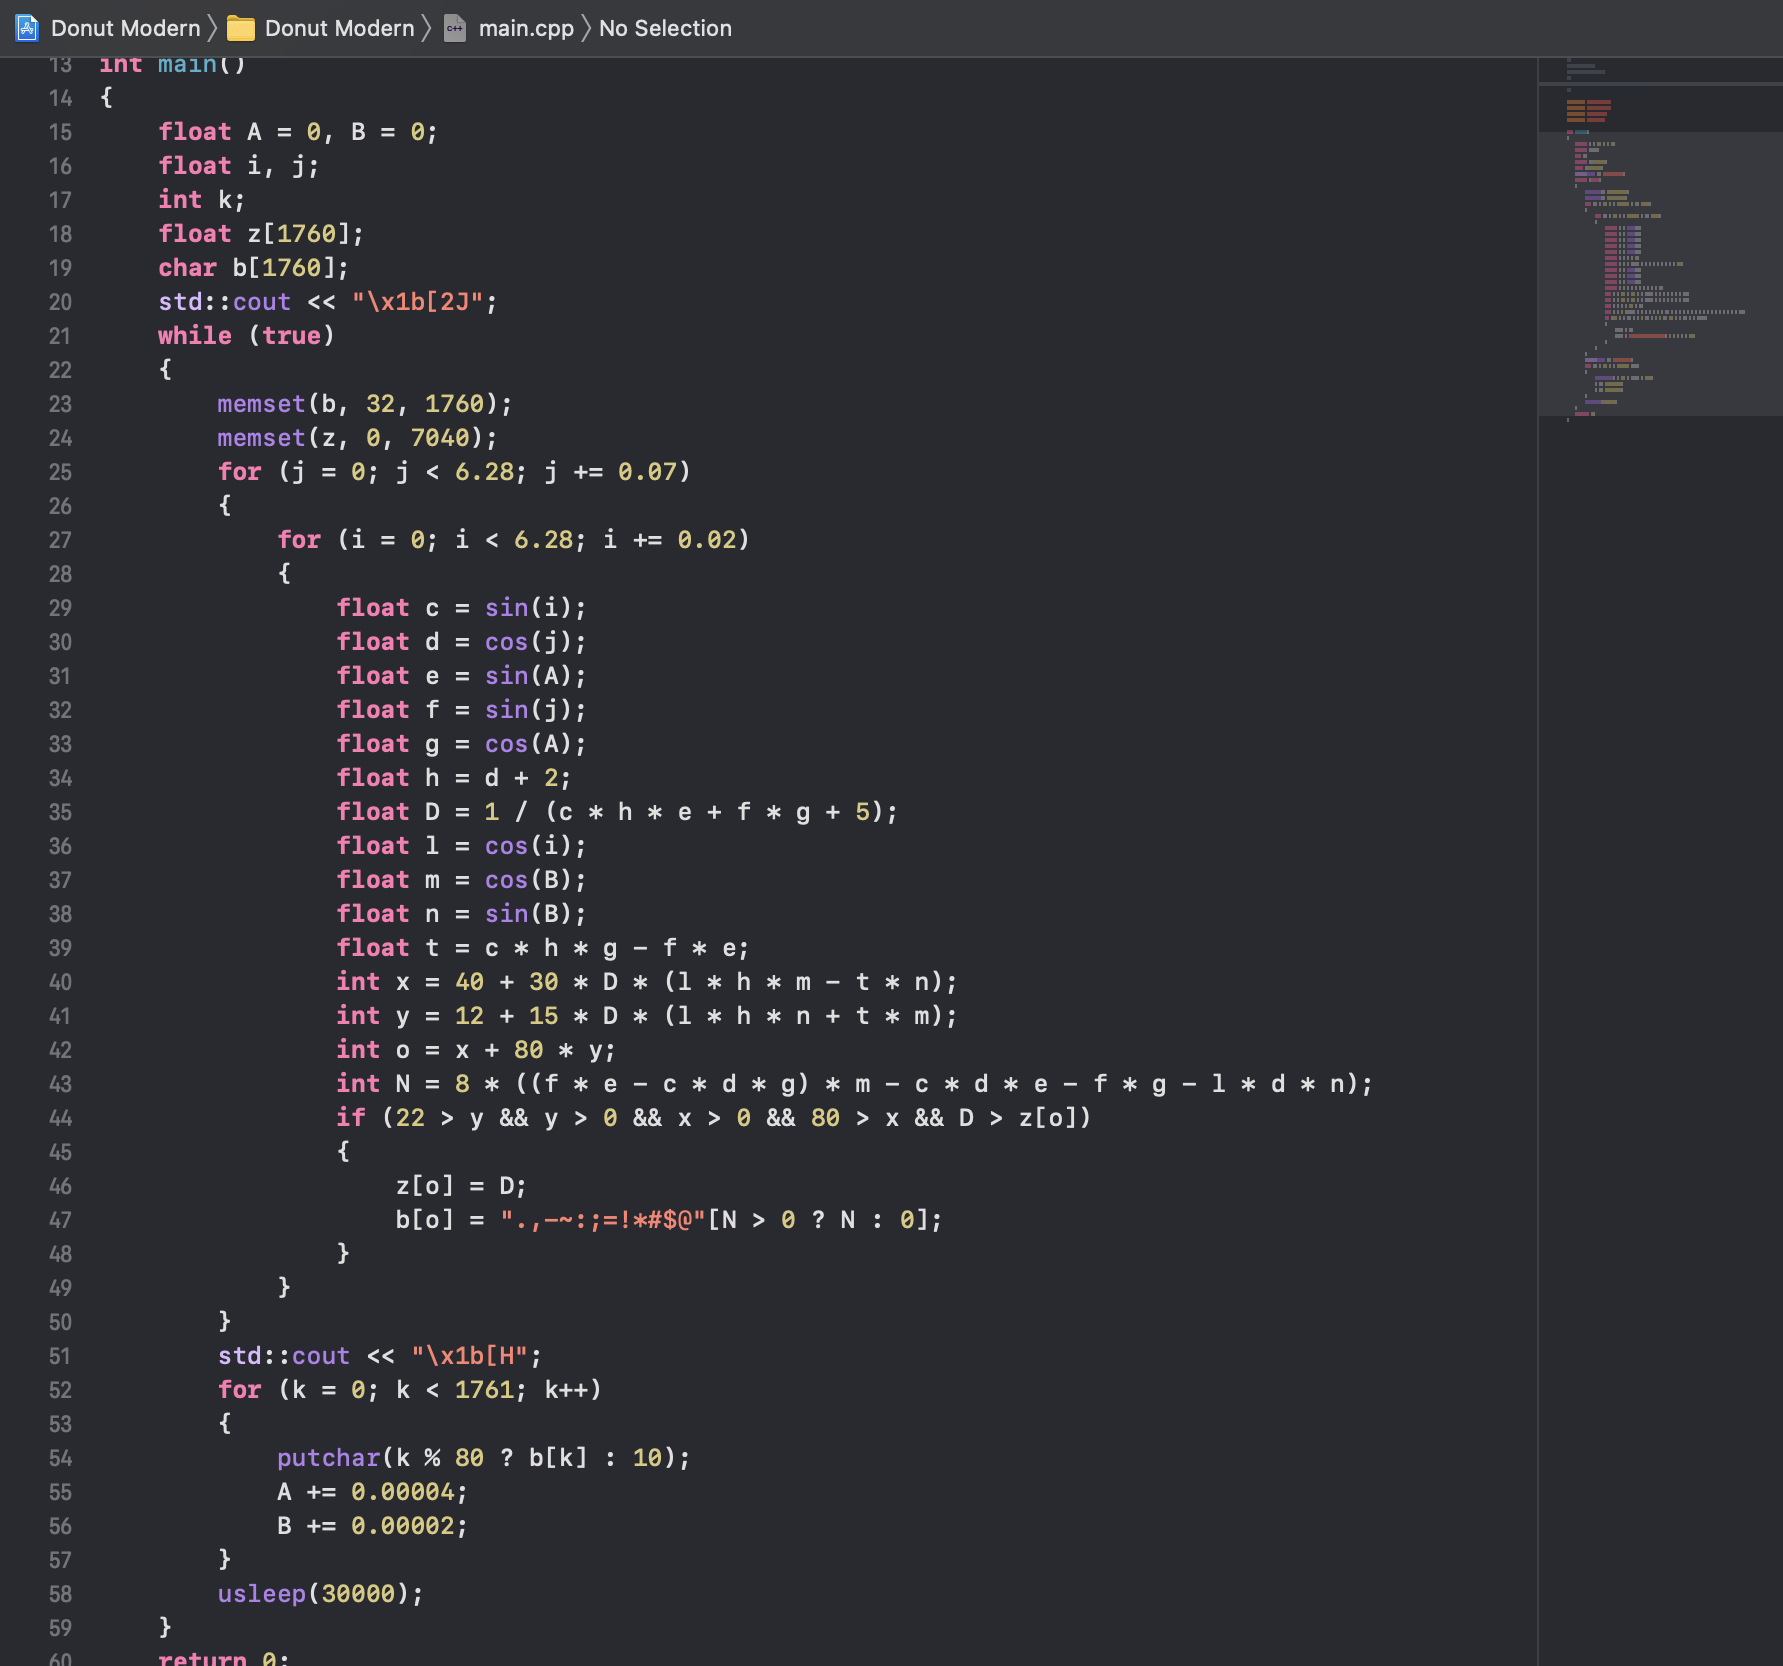 Donut Modern Donut Modern main.cpp No Selection
13 int main()
14 {
15 float A = 0, B = 0;
16 float i, j;
17 int k;
18 float z[1760];
19 char b[1760];
20 std::cout << "\x1b[2J";
21 while (true)
22 {
23 memset(b, 32, 1760);
24 memset(z, 0, 7040);
25 for (j = 0; j < 6.28; j += 0.07)
26 {
27 for (i = 0; i < 6.28; i += 0.02)
28 {
29 float c = sin(i);
30 float d = cos(j);
31 float e = sin(A);
32 float f = sin(j);
33 float g = cos(A);
34 float h = d + 2;
35 float D = 1 / (c * h * e + f * g + 5);
36 float l = cos(i);
37 float m = cos(B);
38 float n = sin(B);
39 float t = c * h * g - f * e;
40 int x = 40 + 30 * D * (l * h * m - t * n);
41 int y = 12 + 15 * D * (l * h * n + t * m);
42 int o = x + 80 * y;
43 int N = 8 * ((f * e - c * d * g) * m - c * d * e - f * g - l * d * n);
44 if (22 > y && y > 0 && x > 0 && 80 > x && D > z[o])
45 {
46 z[o] = D;
47 b[o] = ".,-~:;=!*#$@"[N > 0 ? N : 0];
48 }
49 }
50 }
51 std::cout << "\x1b[H";
52 for (k = 0; k < 1761; k++)
53 {
54 putchar(k % 80 ? b[k] : 10);
55 A += 0.00004;
56 B += 0.00002;
57 }
58 usleep(30000);
59 }
60 return 0;